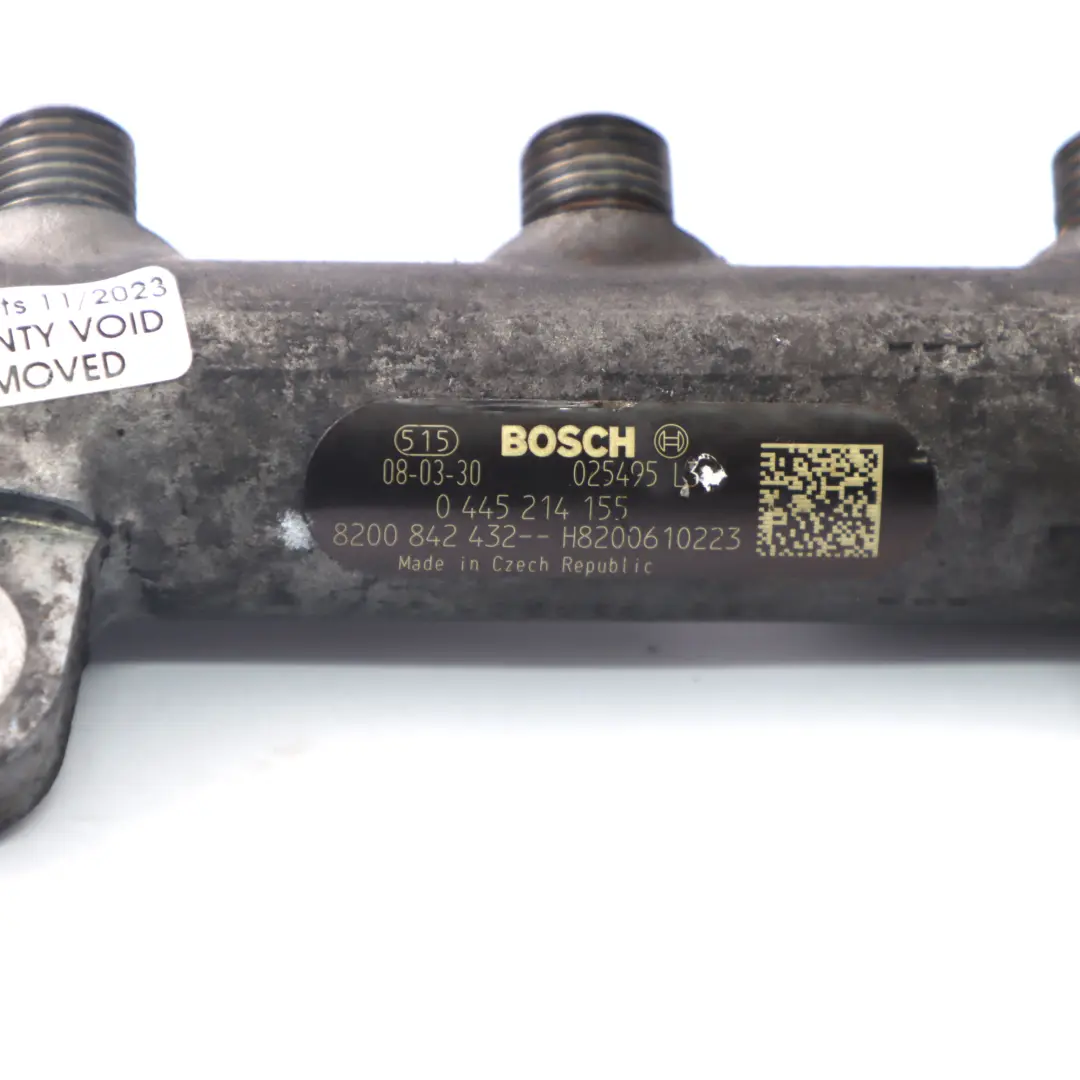 ts 11/2023
NTY VOID
MOVED
515 BOSCH
08-03-30 025495
0 445 214 155
8200 842 432-- H8200610223
Made in Czech Republic